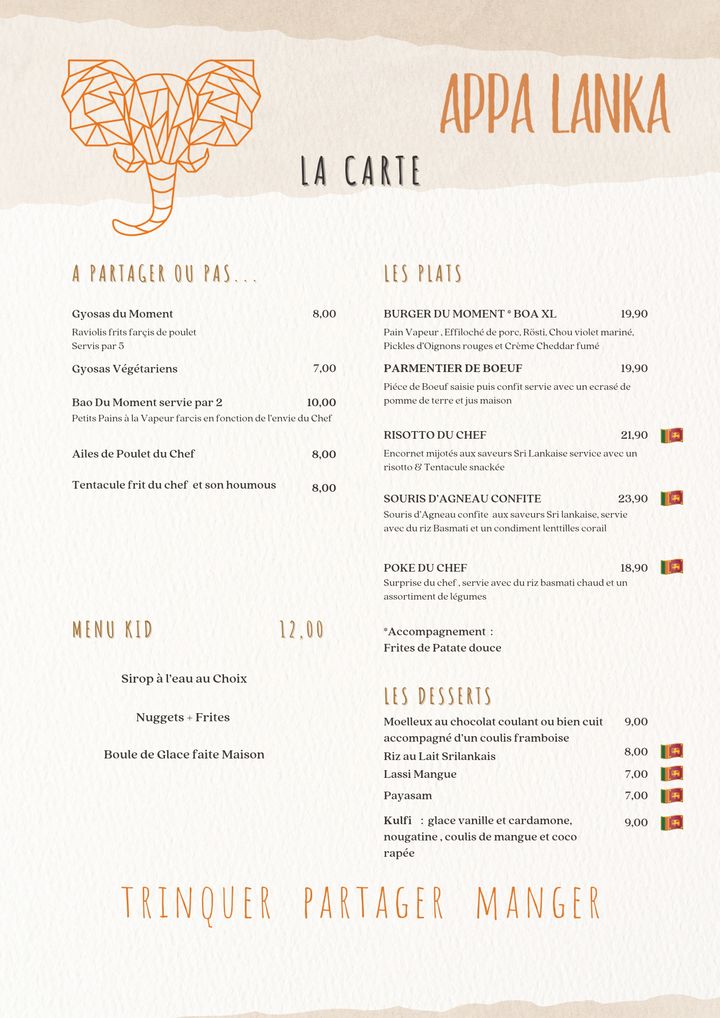 APPA LANKA
LA CARTE
A PARTAGER OU PAS...
Gyosas du Moment 8,00
Raviolis frits farçis de poulet
Servis par 5
Gyosas Végétariens 7,00
Bao Du Moment servie par 2 10,00
Petits Pains à la Vapeur farcis en fonction de l'envie du Chef
Ailes de Poulet du Chef 8,00
Tentacule frit du chef et son houmous 8,00
MENU KID 12,00
Sirop à l'eau au Choix
Nuggets + Frites
Boule de Glace faite Maison
LES PLATS
BURGER DU MOMENT * BOA XL 19,90
Pain Vapeur , Effiloché de porc, Rösti, Chou violet mariné,
Pickles d'Oignons rouges et Crème Cheddar fumé
PARMENTIER DE BOEUF 19,90
Piéce de Boeuf saisie puis confit servie avec un ecrasé de
pomme de terre et jus maison
RISOTTO DU CHEF 21,90
Encornet mijotés aux saveurs Sri Lankaise service avec un
risotto & Tentacule snackée
SOURIS D'AGNEAU CONFITE 23,90
Souris d'Agneau confite aux saveurs Sri lankaise, servie
avec du riz Basmati et un condiment lenttilles corail
POKE DU CHEF 18,90
Surprise du chef , servie avec du riz basmati chaud et un
assortiment de légumes
*Accompagnement :
Frites de Patate douce
LES DESSERTS
Moelleux au chocolat coulant ou bien cuit 9,00
accompagné d'un coulis framboise
Riz au Lait Srilankais 8,00
Lassi Mangue 7,00
Payasam 7,00
Kulfi : glace vanille et cardamone, 9,00
nougatine , coulis de mangue et coco
rapée
TRINQUER PARTAGER MANGER